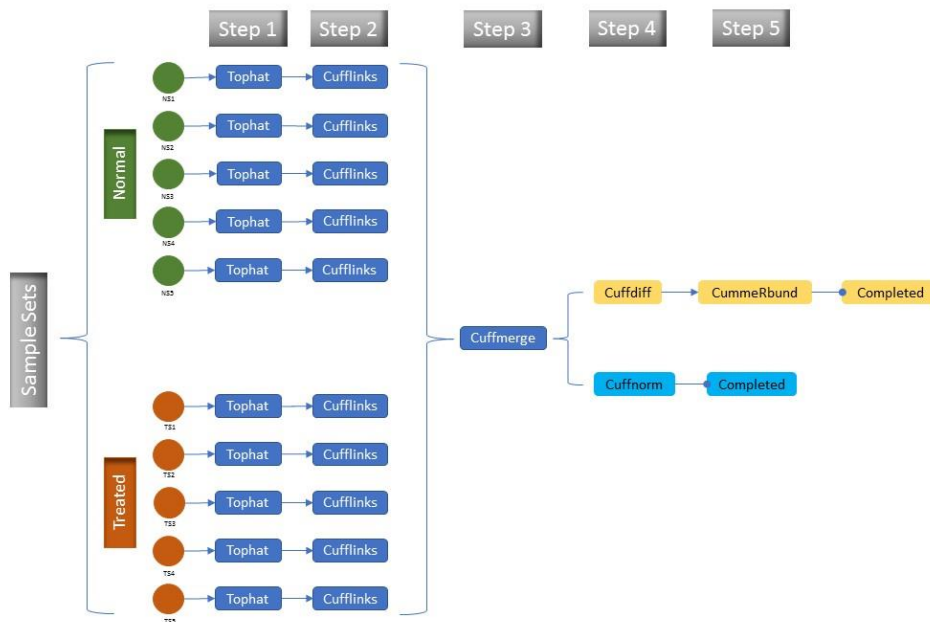 Step 1 Step 2 Step 3 Step 4 Step 5
Sample Sets
Normal
Tophat Cufflinks
NS1
Tophat Cufflinks
NS2
Tophat Cufflinks
NS3
Tophat Cufflinks
NS4
Tophat Cufflinks
NS5
Treated
Tophat Cufflinks
TS1
Tophat Cufflinks
TS2
Tophat Cufflinks
TS3
Tophat Cufflinks
TS4
Tophat Cufflinks
TS5
Cuffmerge
Cuffdiff CummeRbund Completed
Cuffnorm Completed